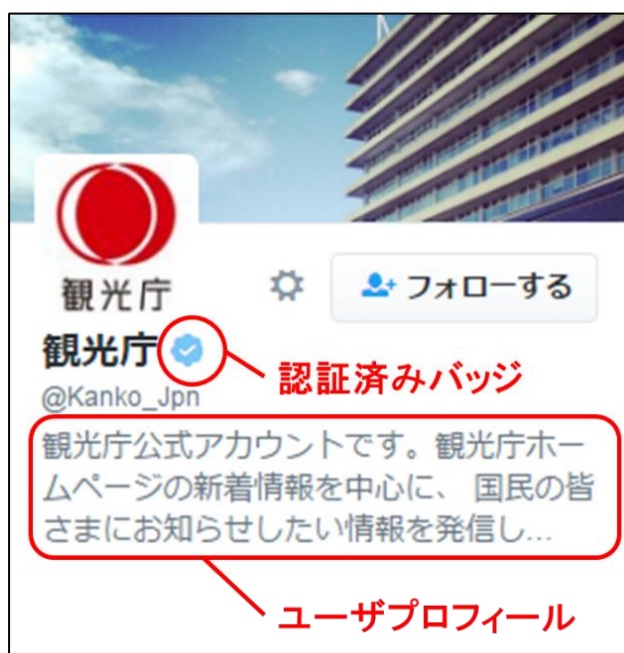 観光庁
フォローする
観光庁
認証済みバッジ
@Kanko_Jpn
観光庁公式アカウントです。観光庁ホー
ムページの新着情報を中心に、 国民の皆
さまにお知らせしたい情報を発信し...
ユーザプロフィール